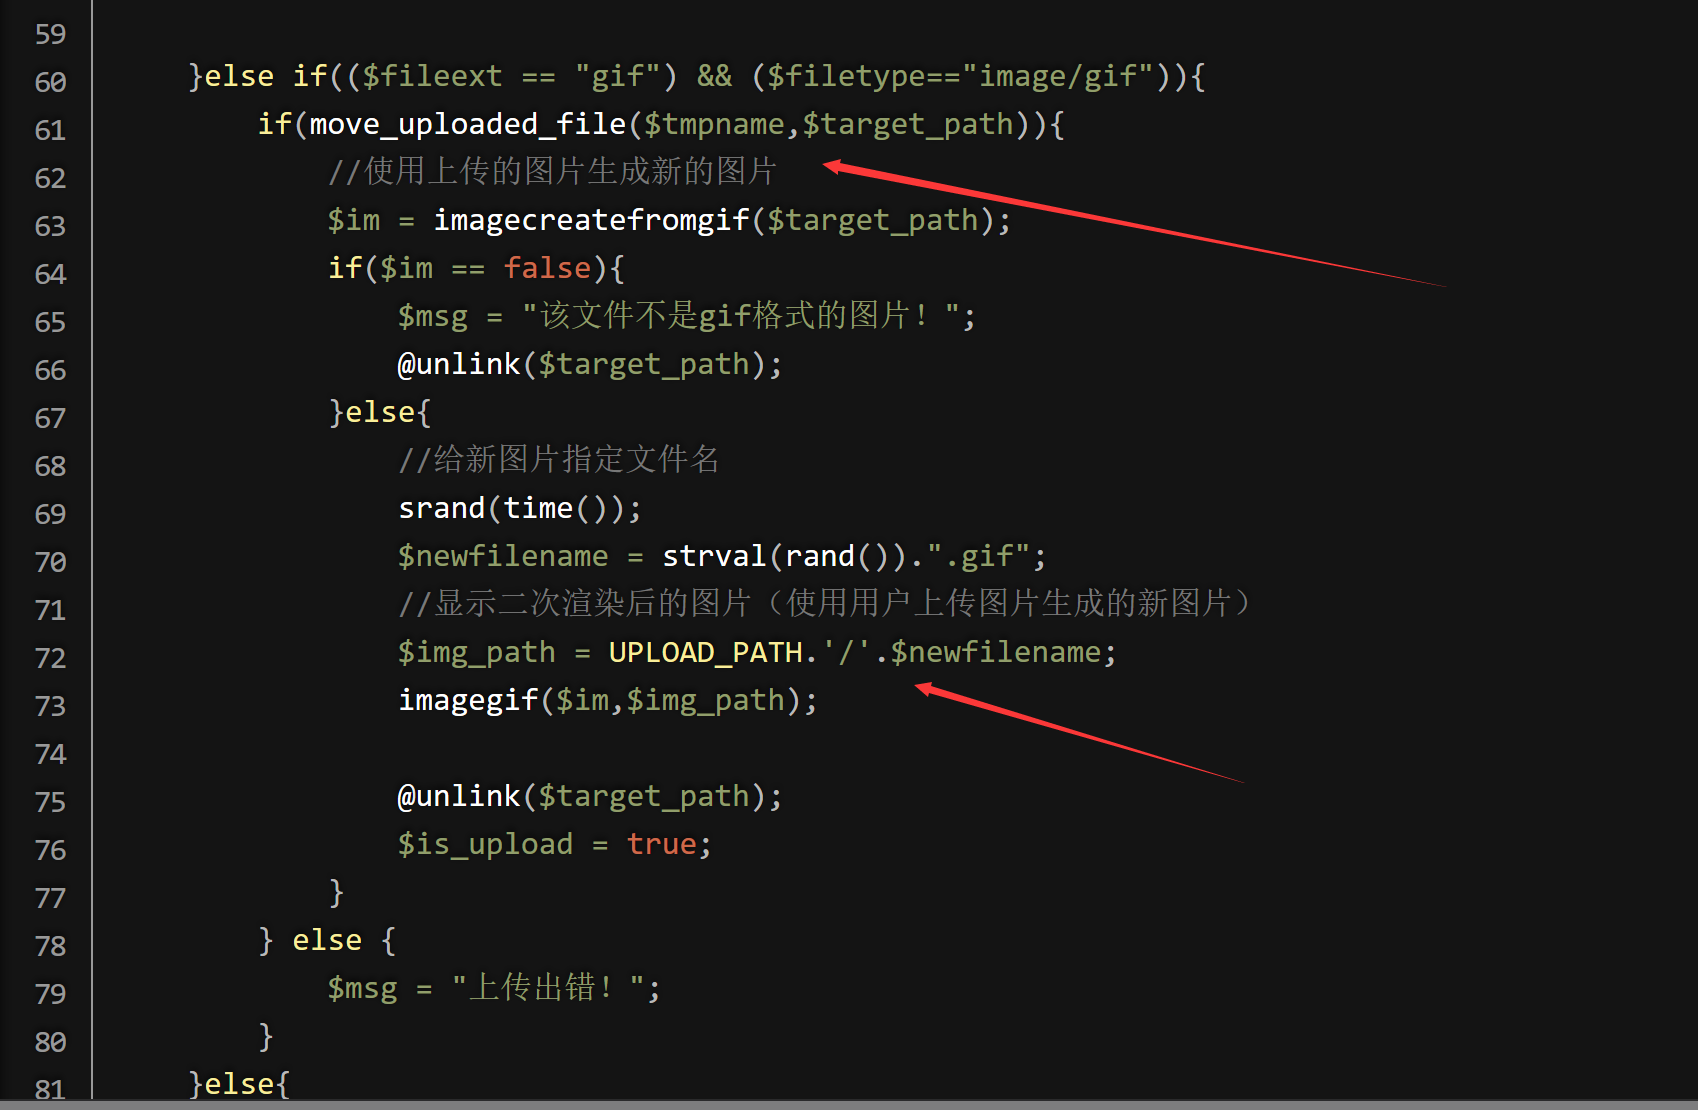 59
60 }else if(($fileext == "gif") && ($filetype=="image/gif")){
61 if(move_uploaded_file($tmpname,$target_path)){
62 //使用上传的图片生成新的图片
63 $im = imagecreatefromgif($target_path);
64 if($im == false){
65 $msg = "该文件不是gif格式的图片！";
66 @unlink($target_path);
67 }else{
68 //给新图片指定文件名
69 srand(time());
70 $newfilename = strval(rand()).".gif";
71 //显示二次渲染后的图片（使用用户上传图片生成的新图片）
72 $img_path = UPLOAD_PATH.'/'.$newfilename;
73 imagegif($im,$img_path);
74
75 @unlink($target_path);
76 $is_upload = true;
77 }
78 } else {
79 $msg = "上传出错！";
80 }
81 }else{